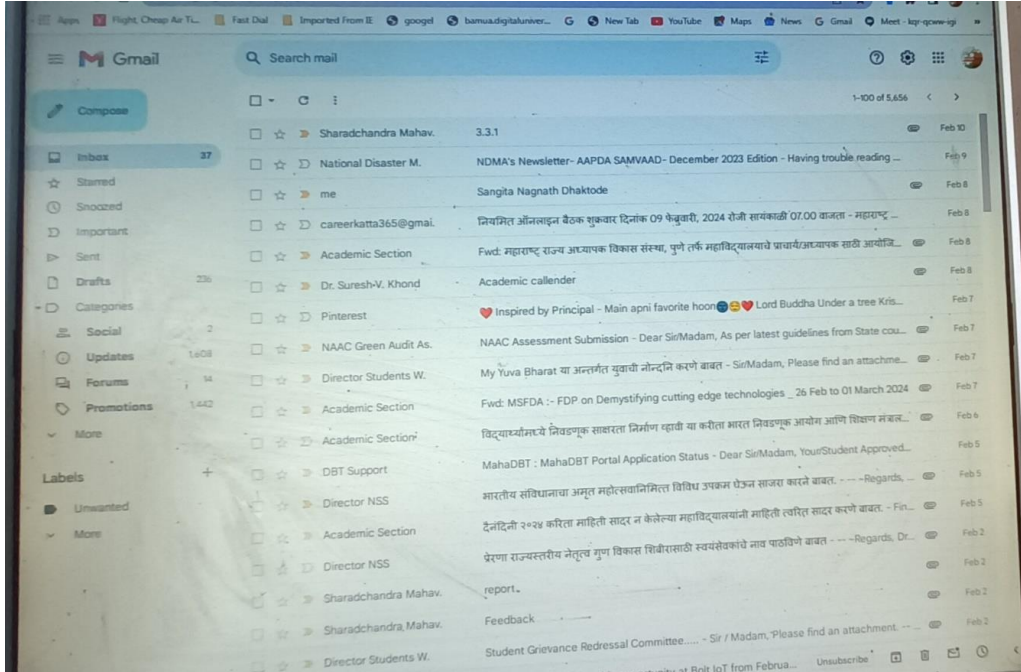 Apps Flight, Cheap Air Ti... Fast Dial Imported From IE googel bamua.digitaluniver... G New Tab YouTube Maps News Gmail Meet - kqr-qcww-igi »
Gmail Search mail
Compose 1-100 of 5,656
Sharadchandra Mahav. 3.3.1 Feb 10
Inbox 37 National Disaster M. NDMA's Newsletter- AAPDA SAMVAAD- December 2023 Edition - Having trouble reading ... Feb 9
Starred me Sangita Nagnath Dhaktode Feb 8
Snoozed careerkatta365@gmai. नियमित ऑनलाइन बैठक शुक्रवार दिनांक 09 फेब्रुवारी, 2024 रोजी सायंकाळी 07.00 वाजता - महाराष्ट्र ... Feb 8
Important
Sent Academic Section Fwd: महाराष्ट्र राज्य अध्यापक विकास संस्था, पुणे तर्फे महाविद्यालयाचे प्राचार्य/अध्यापक साठी आयोजि... Feb 8
Drafts 236 Dr. Suresh V. Khond Academic callender Feb 8
Categories Pinterest ❤️ Inspired by Principal - Main apni favorite hoon ❤️ Lord Buddha Under a tree Kris... Feb 7
Social 2 NAAC Green Audit As. NAAC Assessment Submission - Dear Sir/Madam, As per latest guidelines from State cou... Feb 7
Updates 1,608 Director Students W. My Yuva Bharat या अन्तर्गत युवाची नोन्दनि करणे बाबत - Sir/Madam, Please find an attachme... Feb 7
Forums 14
Promotions 1,442 Academic Section Fwd: MSFDA :- FDP on Demystifying cutting edge technologies _ 26 Feb to 01 March 2024 Feb 7
More Academic Section विद्यार्थ्यांमध्ये निवडणूक साक्षरता निर्माण व्हावी या करीता भारत निवडणूक आयोग आणि शिक्षण मंत्राल... Feb 6
Labels + DBT Support MahaDBT : MahaDBT Portal Application Status - Dear Sir/Madam, Your/Student Approved... Feb 5
Unwanted Director NSS भारतीय संविधानाचा अमृत महोत्सवानिमित्त विविध उपक्रम घेऊन साजरा करने बाबत. - -- -Regards, ... Feb 5
More Academic Section दैनंदिनी २०२४ करिता माहिती सादर न केलेल्या महाविद्यालयांनी माहिती त्वरित सादर करणे बाबत. - Fin... Feb 5
Director NSS प्रेरणा राज्यस्तरीय नेतृत्व गुण विकास शिबीरासाठी स्वयंसेवकांचे नाव पाठविणे बाबत - -- -Regards, Dr... Feb 2
Sharadchandra Mahav. report. Feb 2
Sharadchandra Mahav. Feedback Feb 2
Director Students W. Student Grievance Redressal Committee..... - Sir / Madam, Please find an attachment. -- ... Feb 2
at Bolt IoT from Februa... Unsubscribe